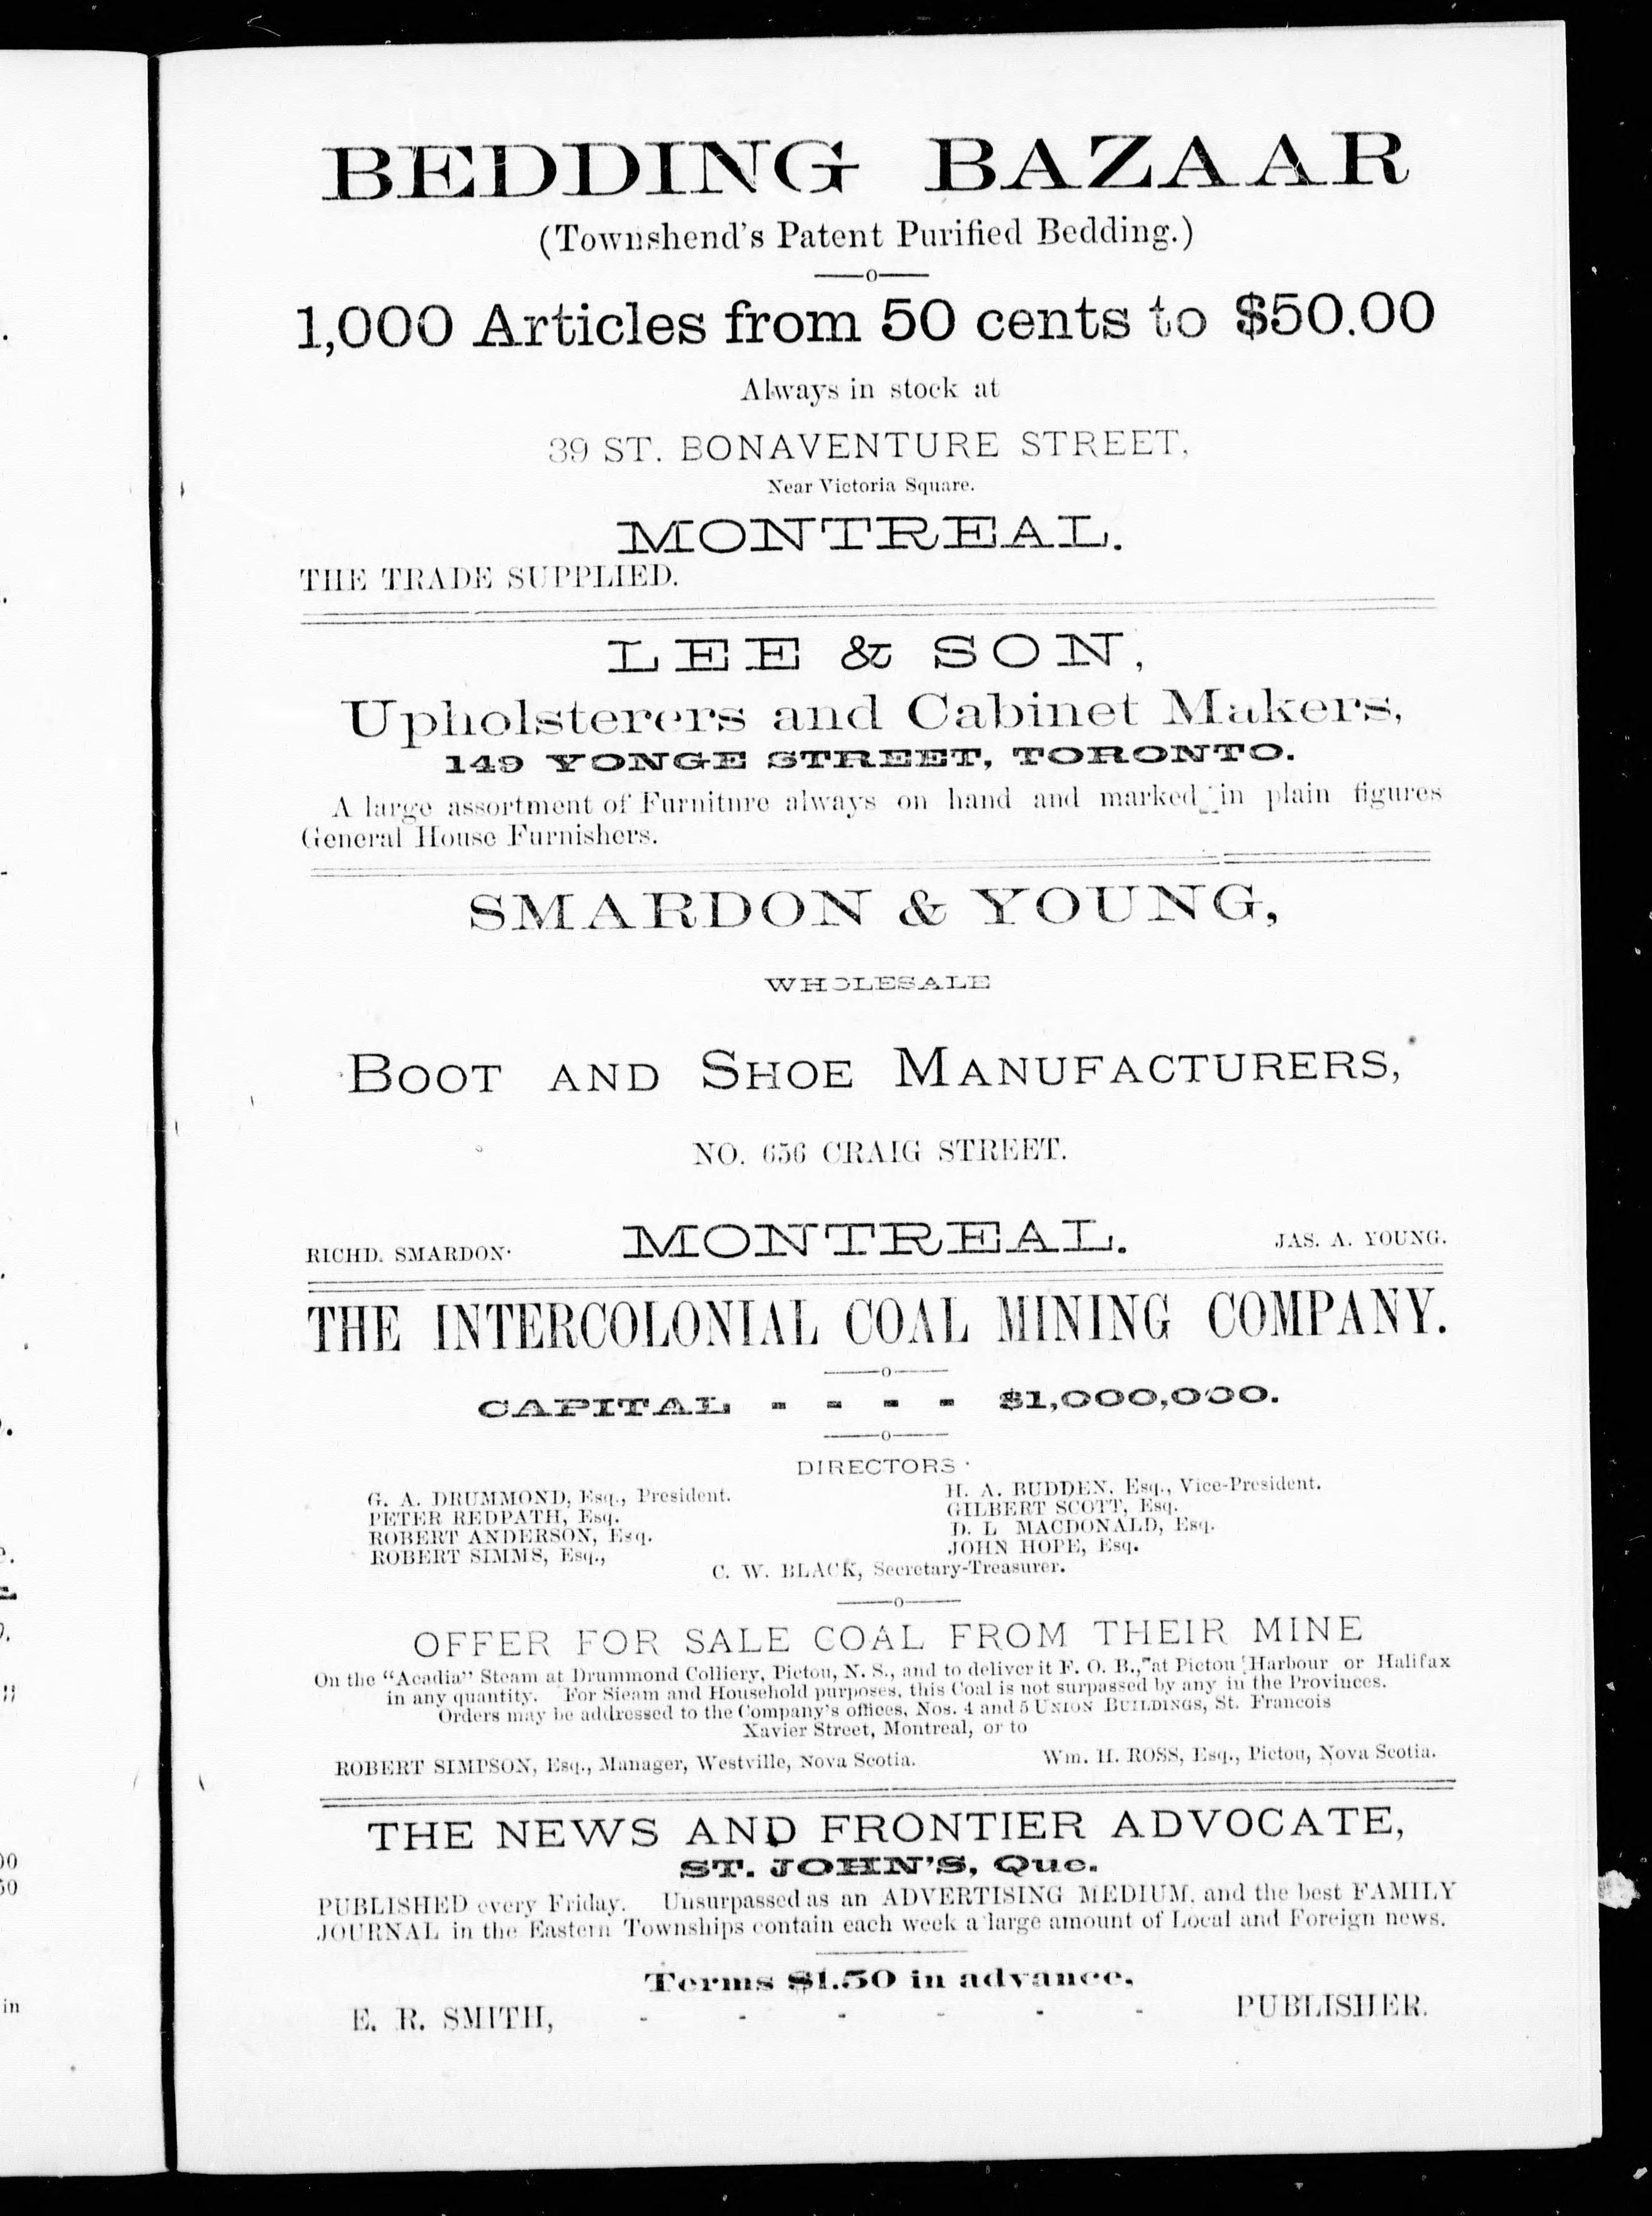 BEDDING BAZAAR
(Townshend's Patent Purified Bedding.)
1,000 Articles from 50 cents to $50.00
Always in stock at
39 ST. BONAVENTURE STREET,
Near Victoria Square.
MONTREAL.
THE TRADE SUPPLIED.
LEE & SON,
Upholsterers and Cabinet Makers,
149 YONGE STREET, TORONTO.
A large assortment of Furniture always on hand and marked in plain figures
General House Furnishers.
SMARDON & YOUNG,
WHOLESALE
BOOT AND SHOE MANUFACTURERS,
NO. 656 CRAIG STREET.
RICHD. SMARDON. MONTREAL. JAS. A. YOUNG.
THE INTERCOLONIAL COAL MINING COMPANY.
CAPITAL - - - - $1,000,000.
DIRECTORS.
G. A. DRUMMOND, Esq., President. H. A. BUDDEN, Esq., Vice-President.
PETER REDPATH, Esq. GILBERT SCOTT, Esq.
ROBERT ANDERSON, Esq. D. L MACDONALD, Esq.
ROBERT SIMMS, Esq., JOHN HOPE, Esq.
C. W. BLACK, Secretary-Treasurer.
OFFER FOR SALE COAL FROM THEIR MINE
On the "Acadia" Steam at Drummond Colliery, Pictou, N. S., and to deliver it F. O. B., at Pictou Harbour or Halifax
in any quantity. For Steam and Household purposes, this Coal is not surpassed by any in the Provinces.
Orders may be addressed to the Company's offices, Nos. 4 and 5 UNION BUILDINGS, St. Francois
Xavier Street, Montreal, or to
ROBERT SIMPSON, Esq., Manager, Westville, Nova Scotia. Wm. H. ROSS, Esq., Pictou, Nova Scotia.
THE NEWS AND FRONTIER ADVOCATE,
ST. JOHN'S, Que.
PUBLISHED every Friday. Unsurpassed as an ADVERTISING MEDIUM, and the best FAMILY
JOURNAL in the Eastern Townships contain each week a large amount of Local and Foreign news.
Terms $1.50 in advance,
E. R. SMITH, - - - - - - PUBLISHER.